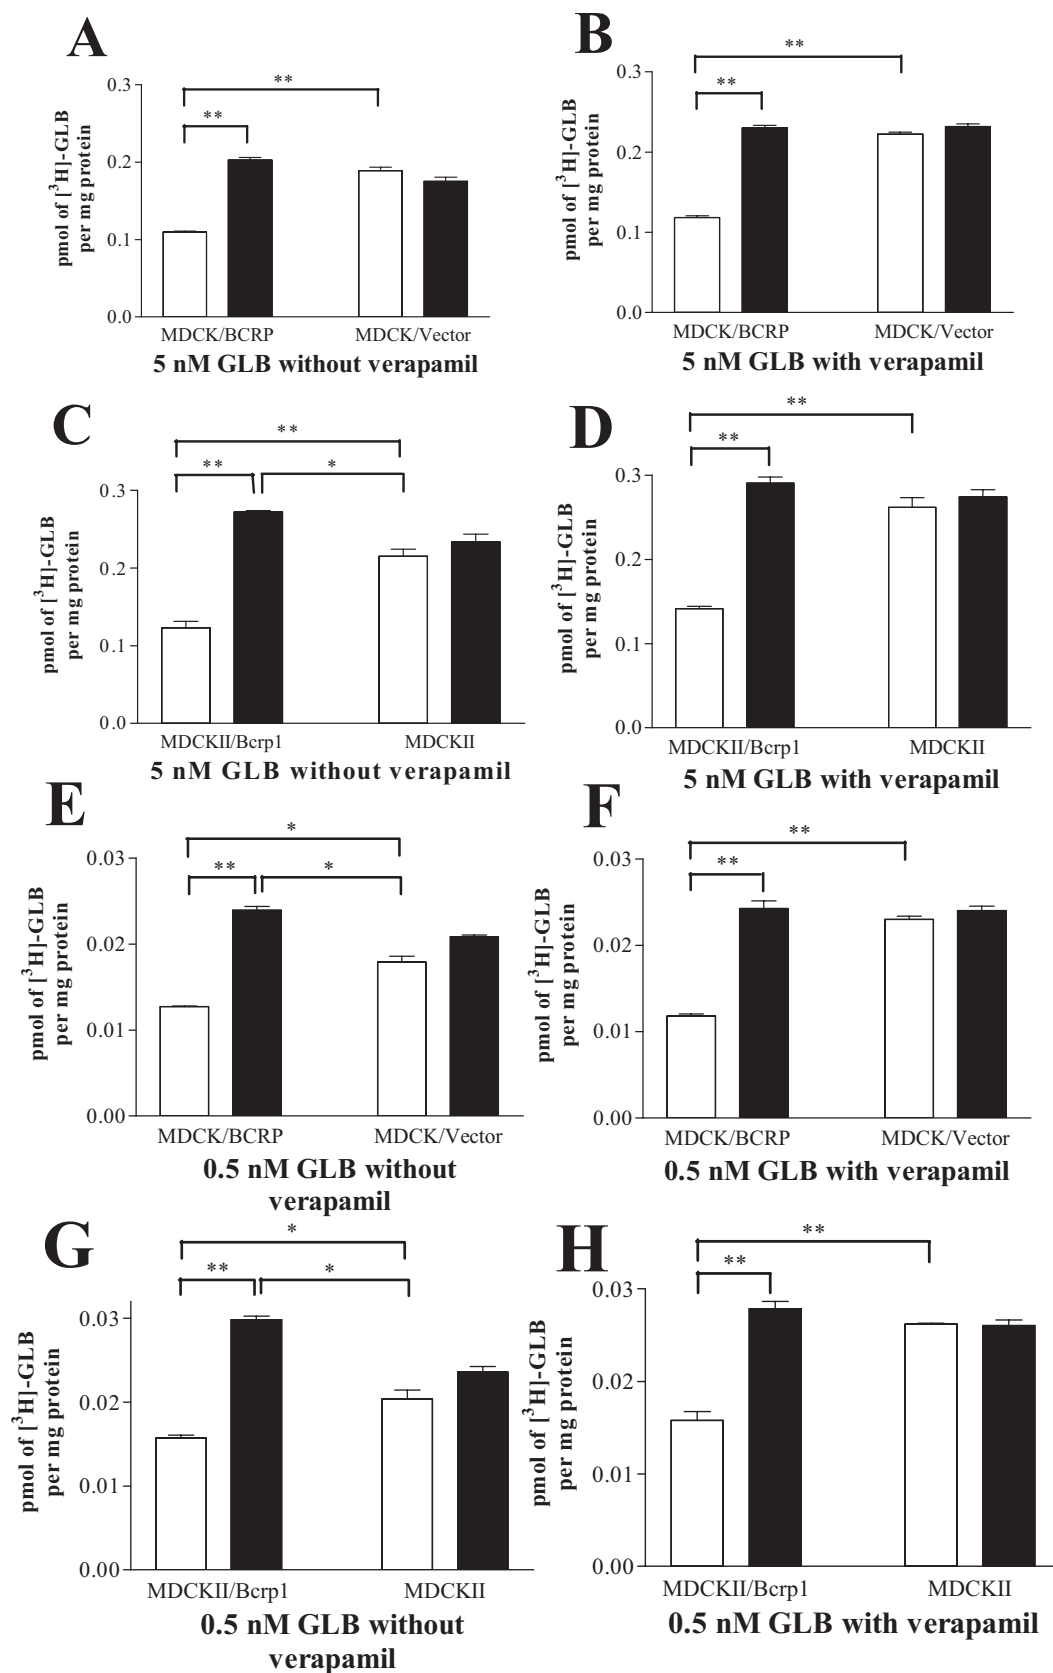 A
**
**
0.3
0.2
0.1
0.0
pmol of [³H]-GLB
per mg protein
MDCK/BCRP MDCK/Vector
5 nM GLB without verapamil
B
**
**
0.3
0.2
0.1
0.0
pmol of [³H]-GLB
per mg protein
MDCK/BCRP MDCK/Vector
5 nM GLB with verapamil
C
**
** *
0.3
0.2
0.1
0.0
pmol of [³H]-GLB
per mg protein
MDCKII/Bcrp1 MDCKII
5 nM GLB without verapamil
D
**
**
0.3
0.2
0.1
0.0
pmol of [³H]-GLB
per mg protein
MDCKII/Bcrp1 MDCKII
5 nM GLB with verapamil
E
*
** *
0.03
0.02
0.01
0.00
pmol of [³H]-GLB
per mg protein
MDCK/BCRP MDCK/Vector
0.5 nM GLB without
verapamil
F
**
**
0.03
0.02
0.01
0.00
pmol of [³H]-GLB
per mg protein
MDCK/BCRP MDCK/Vector
0.5 nM GLB with verapamil
G
*
** *
0.03
0.02
0.01
0.00
pmol of [³H]-GLB
per mg protein
MDCKII/Bcrp1 MDCKII
0.5 nM GLB without
verapamil
H
**
**
0.03
0.02
0.01
0.00
pmol of [³H]-GLB
per mg protein
MDCKII/Bcrp1 MDCKII
0.5 nM GLB with verapamil